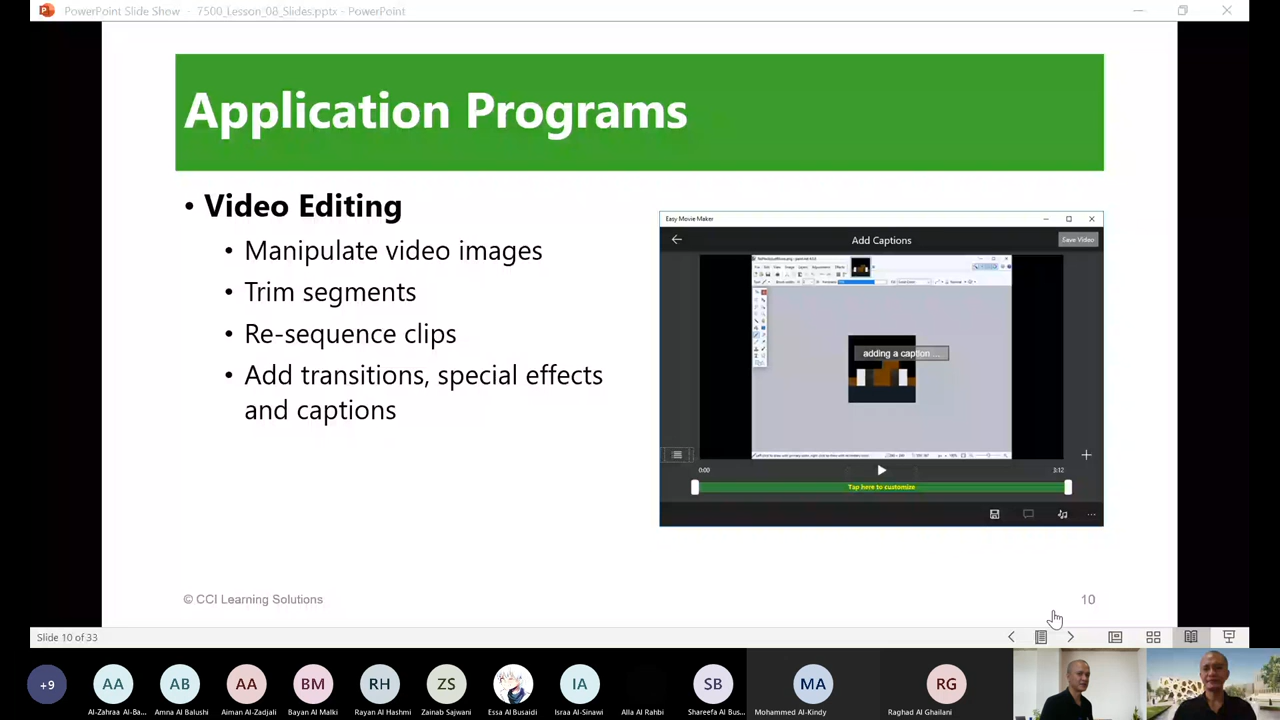 PowerPoint Slide Show - 7500_Lesson_08_Slides.pptx - PowerPoint
Application Programs
• Video Editing
• Manipulate video images
• Trim segments
• Re-sequence clips
• Add transitions, special effects
and captions
Easy Movie Maker
Add Captions
Save Video
adding a caption ...
0:00
3:12
Tap here to customize
© CCI Learning Solutions
10
Slide 10 of 33
+9
AA
AB
AA
BM
RH
ZS
IA
SB
MA
RG
Al-Zahraa Al-Ba...
Amna Al Balushi
Aiman Al-Zadjali
Bayan Al Malki
Rayan Al Hashmi
Zainab Sajwani
Essa Al Busaidi
Israa Al-Sinawi
Alla Al Rahbi
Shareefa Al Bus...
Mohammed Al-Kindy
Raghad Al Ghailani